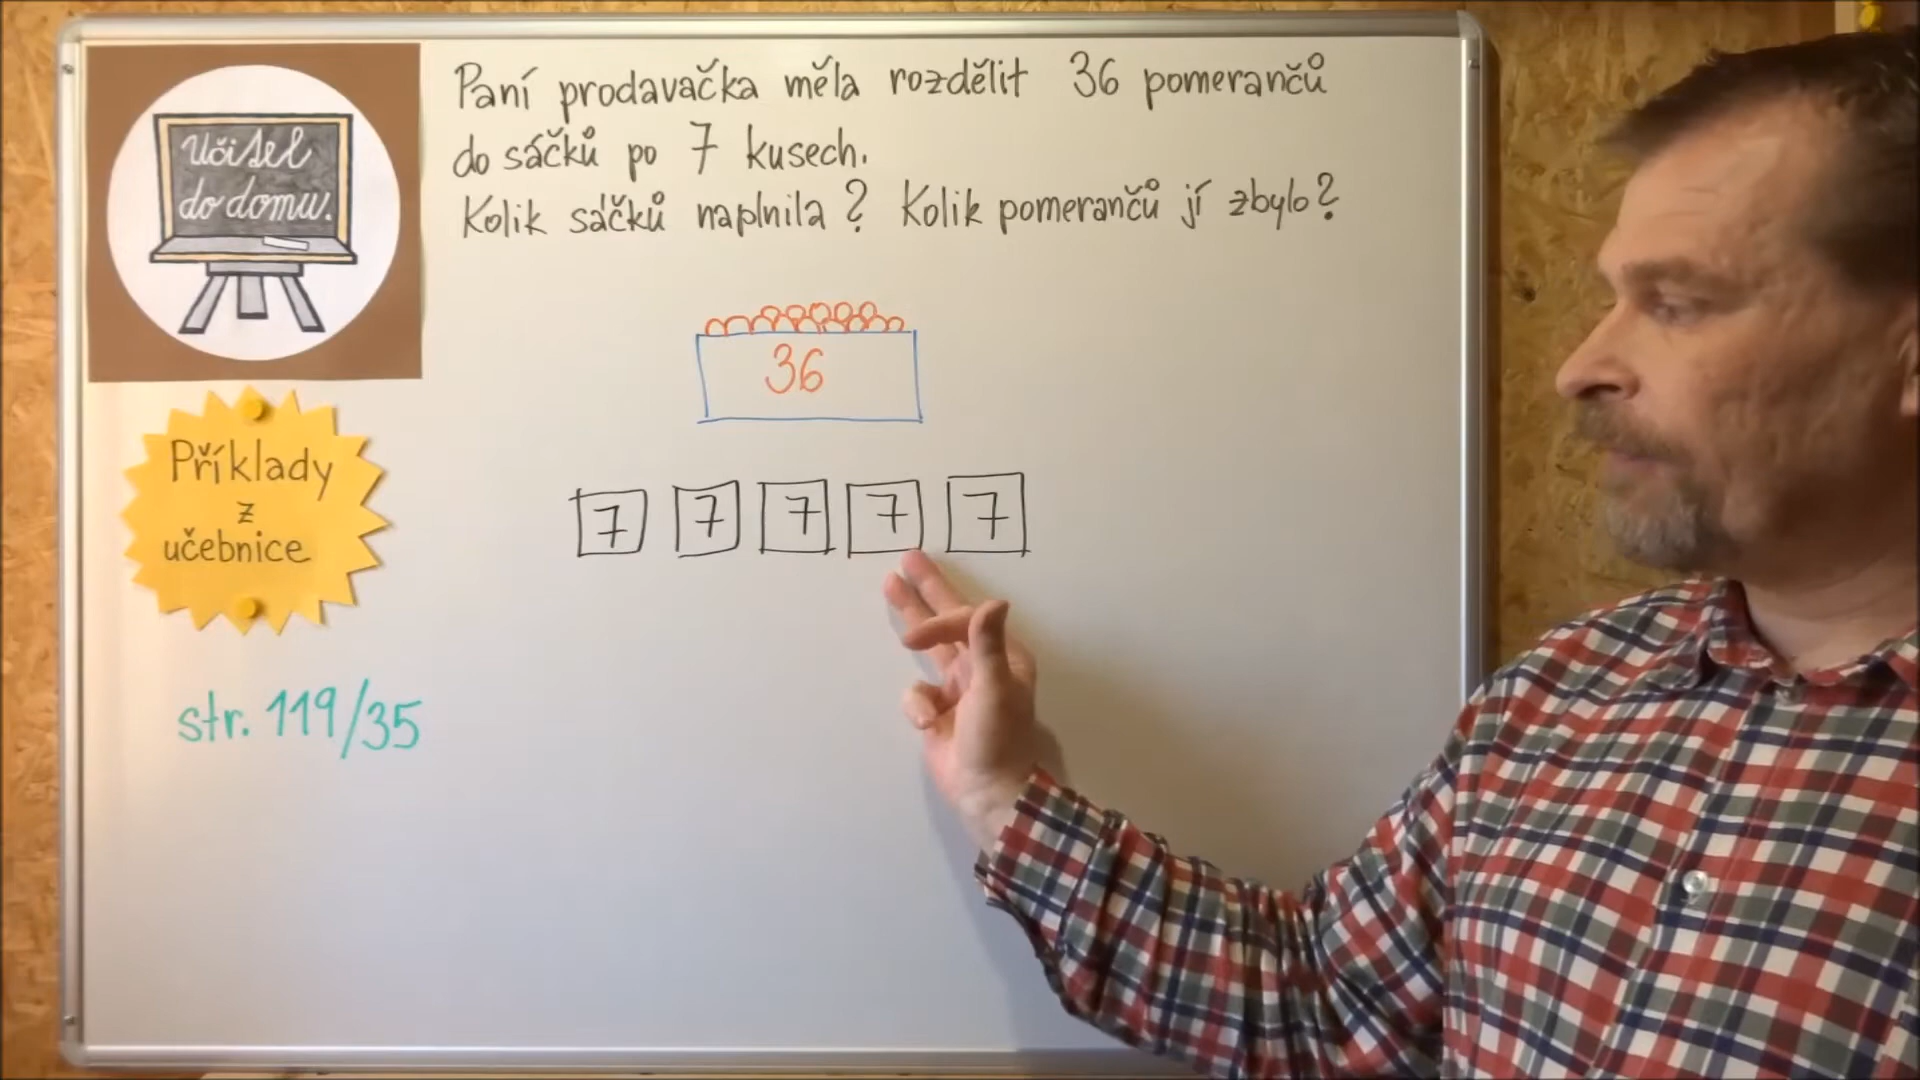 Paní prodavačka měla rozdělit 36 pomerančů
do sáčků po 7 kusech.
Kolik sáčků naplnila? Kolik pomerančů jí zbylo?
Učitel
do domu.
36
Příklady
z
učebnice
7 7 7 7 7
str. 119/35